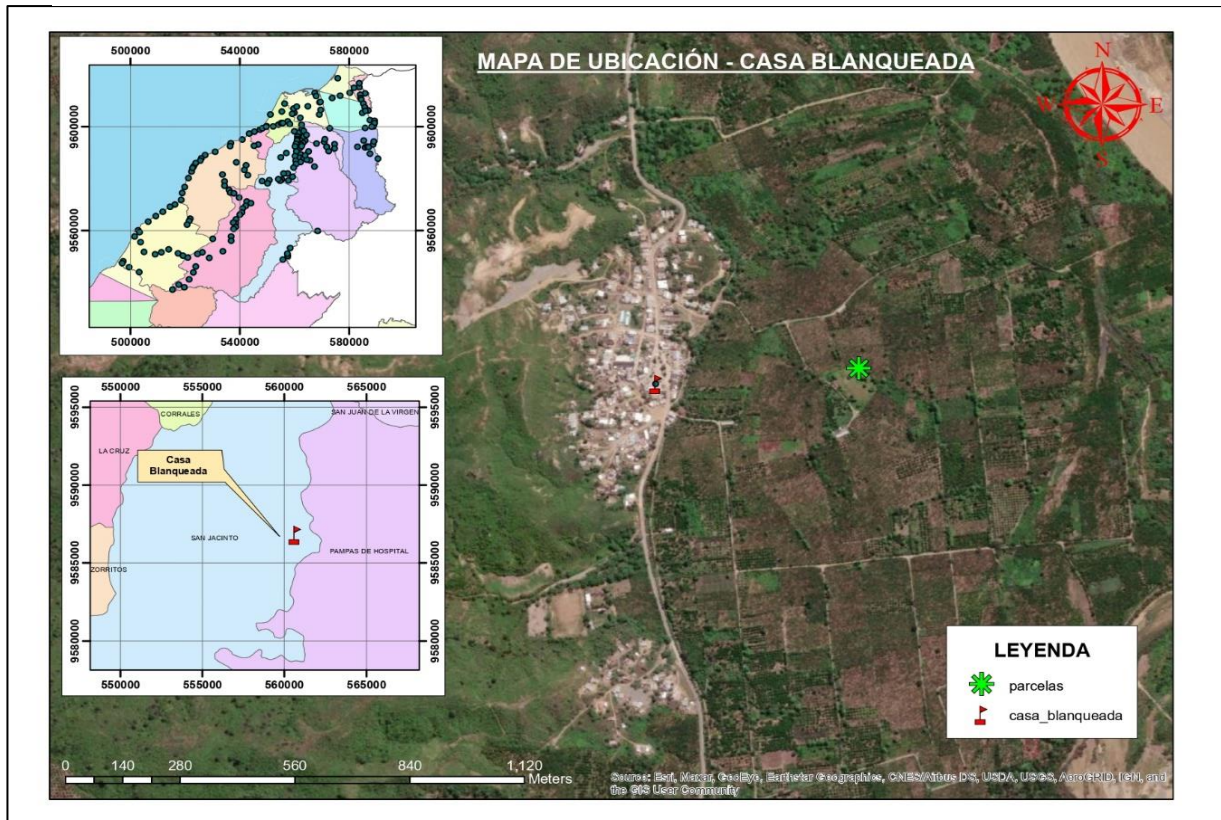 MAPA DE UBICACIÓN - CASA BLANQUEADA
N
W E
S
500000 540000 580000
9600000 9600000
9560000 9560000
500000 540000 580000
550000 555000 560000 565000
9595000 9595000
CORRALES
SAN JUAN DE LA VIRGEN
LA CRUZ
Casa
Blanqueada
9590000 9590000
SAN JACINTO
PAMPAS DE HOSPITAL
9585000 9585000
ZORRITOS
9580000 9580000
550000 555000 560000 565000
LEYENDA
parcelas
casa_blanqueada
0 140 280 560 840 1,120
Meters
Source: Esri, Maxar, GeoEye, Earthstar Geographics, CNES/Airbus DS, USDA, USGS, AeroGRID, IGN, and
the GIS User Community